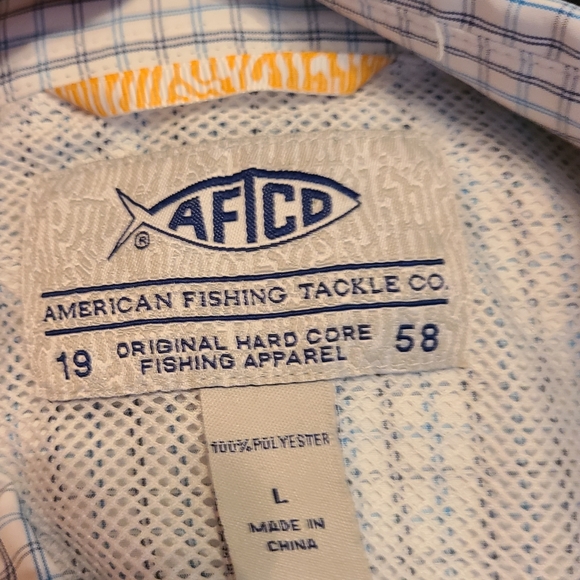 AFTCO
®
AMERICAN FISHING TACKLE CO.
19 ORIGINAL HARD CORE 58
FISHING APPAREL
100% POLYESTER
L
MADE IN
CHINA